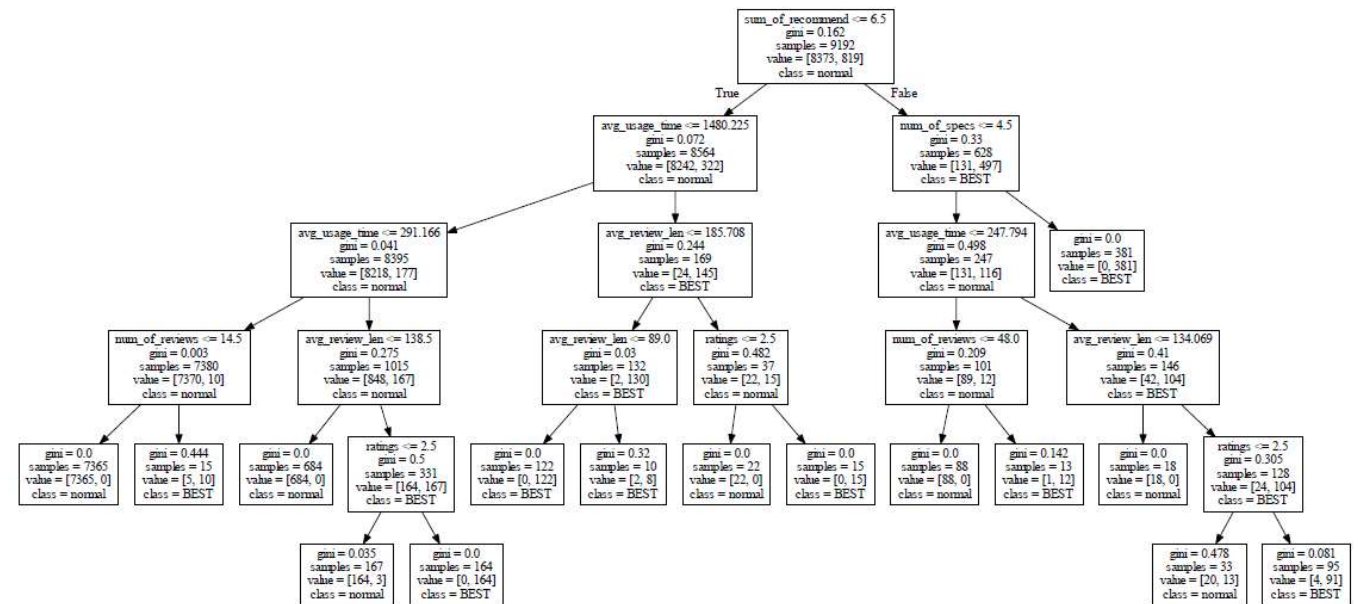 sum_of_recommend <= 6.5
gini = 0.162
samples = 9192
value = [8373, 819]
class = normal
True
False
avg_usage_time <= 1480.225
gini = 0.072
samples = 8564
value = [8242, 322]
class = normal
num_of_specs <= 4.5
gini = 0.33
samples = 628
value = [131, 497]
class = BEST
avg_usage_time <= 291.166
gini = 0.041
samples = 8395
value = [8218, 177]
class = normal
avg_review_len <= 185.708
gini = 0.244
samples = 169
value = [24, 145]
class = BEST
avg_usage_time <= 247.794
gini = 0.498
samples = 247
value = [131, 116]
class = normal
gini = 0.0
samples = 381
value = [0, 381]
class = BEST
num_of_reviews <= 14.5
gini = 0.003
samples = 7380
value = [7370, 10]
class = normal
avg_review_len <= 138.5
gini = 0.275
samples = 1015
value = [848, 167]
class = normal
avg_review_len <= 89.0
gini = 0.03
samples = 132
value = [2, 130]
class = BEST
ratings <= 2.5
gini = 0.482
samples = 37
value = [22, 15]
class = normal
num_of_reviews <= 48.0
gini = 0.209
samples = 101
value = [89, 12]
class = normal
avg_review_len <= 134.069
gini = 0.41
samples = 146
value = [42, 104]
class = BEST
gini = 0.0
samples = 7365
value = [7365, 0]
class = normal
gini = 0.444
samples = 15
value = [5, 10]
class = BEST
gini = 0.0
samples = 684
value = [684, 0]
class = normal
ratings <= 2.5
gini = 0.5
samples = 331
value = [164, 167]
class = BEST
gini = 0.0
samples = 122
value = [0, 122]
class = BEST
gini = 0.32
samples = 10
value = [2, 8]
class = BEST
gini = 0.0
samples = 22
value = [22, 0]
class = normal
gini = 0.0
samples = 15
value = [0, 15]
class = BEST
gini = 0.0
samples = 88
value = [88, 0]
class = normal
gini = 0.142
samples = 13
value = [1, 12]
class = BEST
gini = 0.0
samples = 18
value = [18, 0]
class = normal
ratings <= 2.5
gini = 0.305
samples = 128
value = [24, 104]
class = BEST
gini = 0.035
samples = 167
value = [164, 3]
class = normal
gini = 0.0
samples = 164
value = [0, 164]
class = BEST
gini = 0.478
samples = 33
value = [20, 13]
class = normal
gini = 0.081
samples = 95
value = [4, 91]
class = BEST